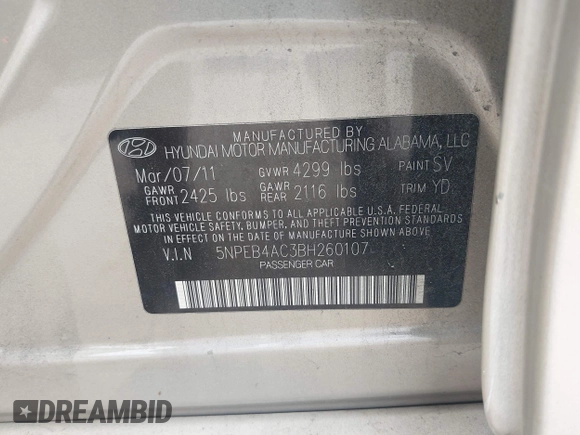 MANUFACTURED BY
HYUNDAI MOTOR MANUFACTURING ALABAMA, LLC
Mar/07/11 GVWR 4299 lbs PAINT SV
GAWR FRONT 2425 lbs GAWR REAR 2116 lbs TRIM YD
THIS VEHICLE CONFORMS TO ALL APPLICABLE U.S.A. FEDERAL
MOTOR VEHICLE SAFETY, BUMPER, AND THEFT PREVENTION STANDARDS
IN EFFECT ON THE DATE OF MANUFACTURE SHOWN ABOVE
V.I.N 5NPEB4AC3BH260107
PASSENGER CAR
DREAMBID